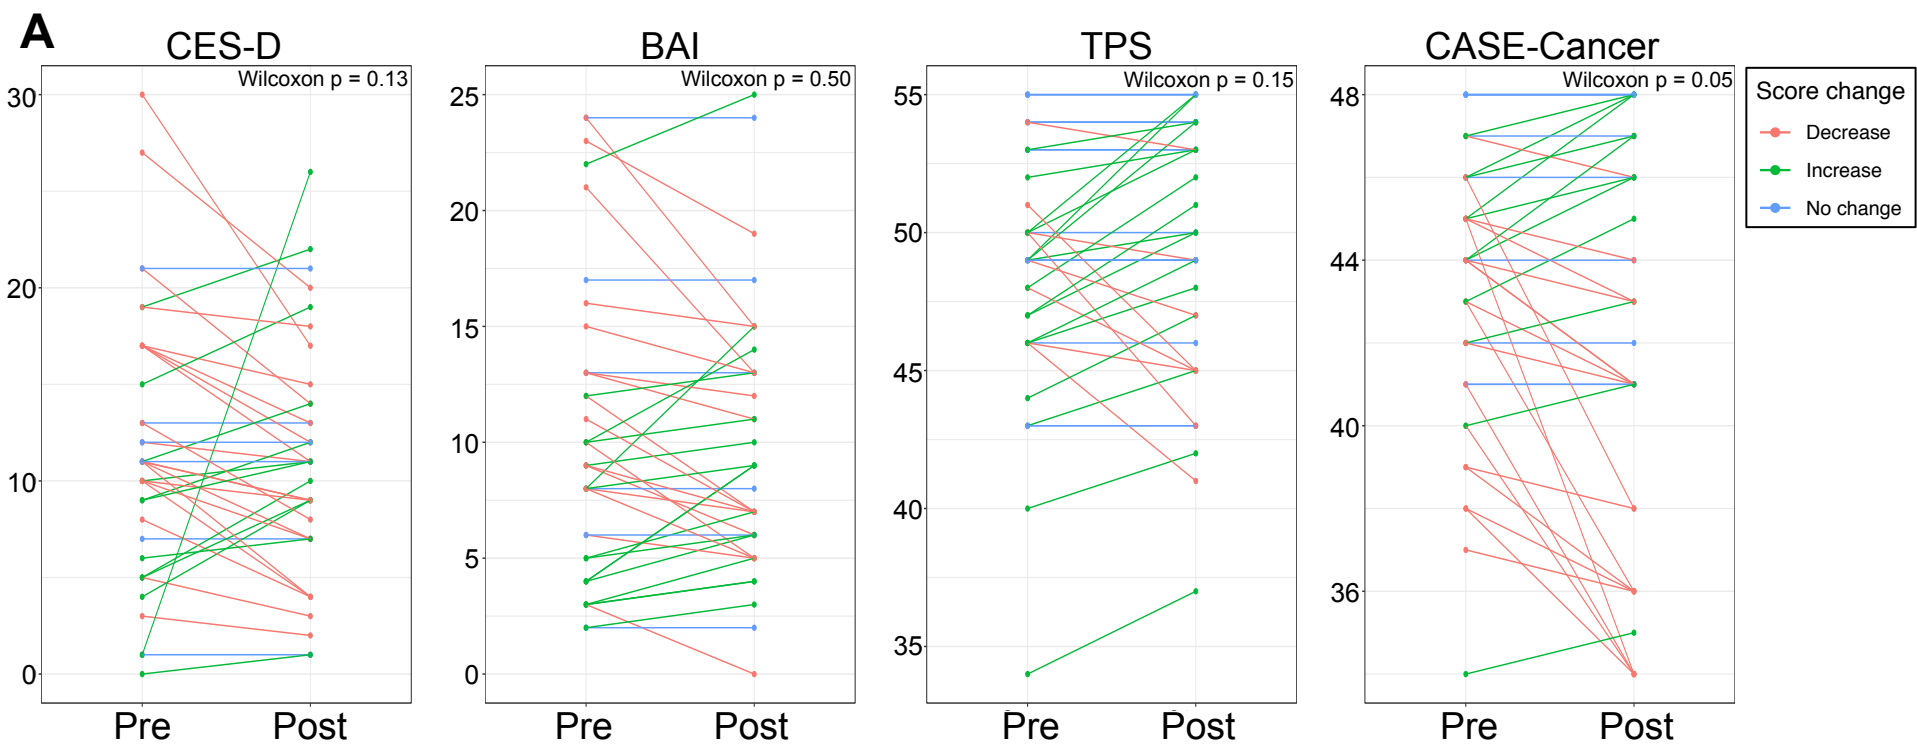 A
CES-D
Wilcoxon p = 0.13
30
20
10
0
Pre
Post
BAI
Wilcoxon p = 0.50
25
20
15
10
5
0
Pre
Post
TPS
Wilcoxon p = 0.15
55
50
45
40
35
Pre
Post
CASE-Cancer
Wilcoxon p = 0.05
48
44
40
36
Pre
Post
Score change
Decrease
Increase
No change